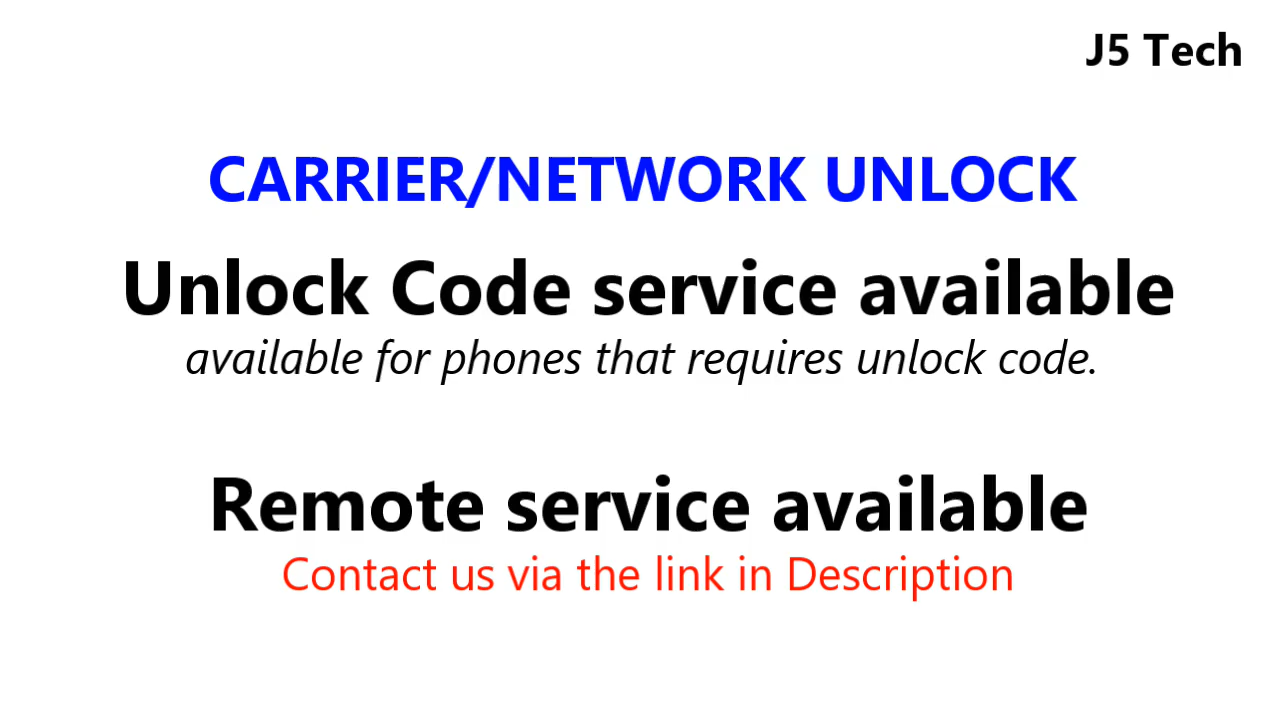 J5 Tech
CARRIER/NETWORK UNLOCK
Unlock Code service available
available for phones that requires unlock code.
Remote service available
Contact us via the link in Description